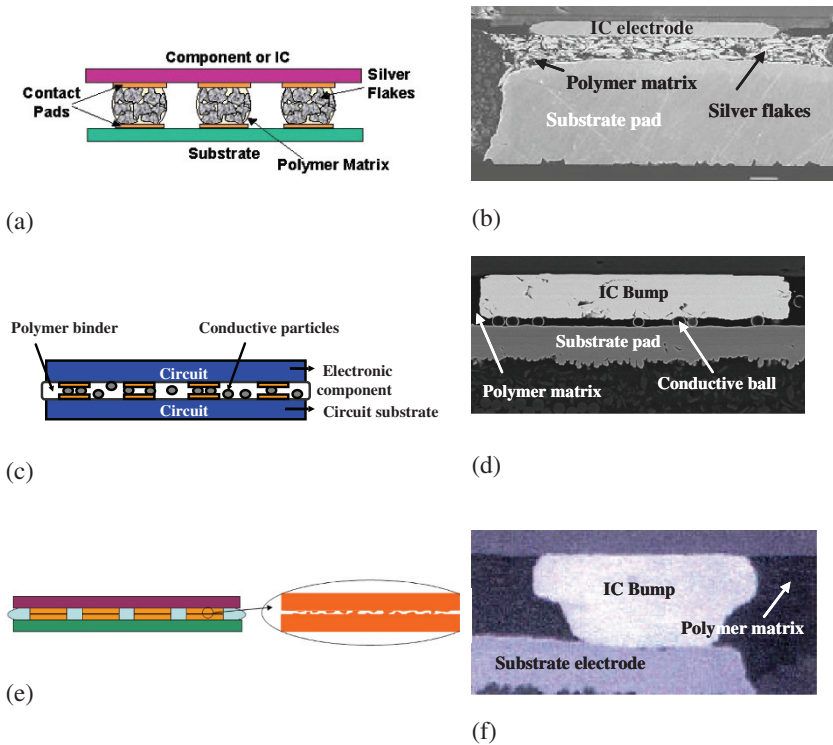 Component or IC
Contact
Pads
Silver
Flakes
Substrate
Polymer Matrix
(a)
IC electrode
Polymer matrix
Silver flakes
Substrate pad
(b)
Polymer binder
Conductive particles
Circuit
Electronic
component
Circuit
Circuit substrate
(c)
IC Bump
Substrate pad
Polymer matrix
Conductive ball
(d)
(e)
IC Bump
Polymer matrix
Substrate electrode
(f)